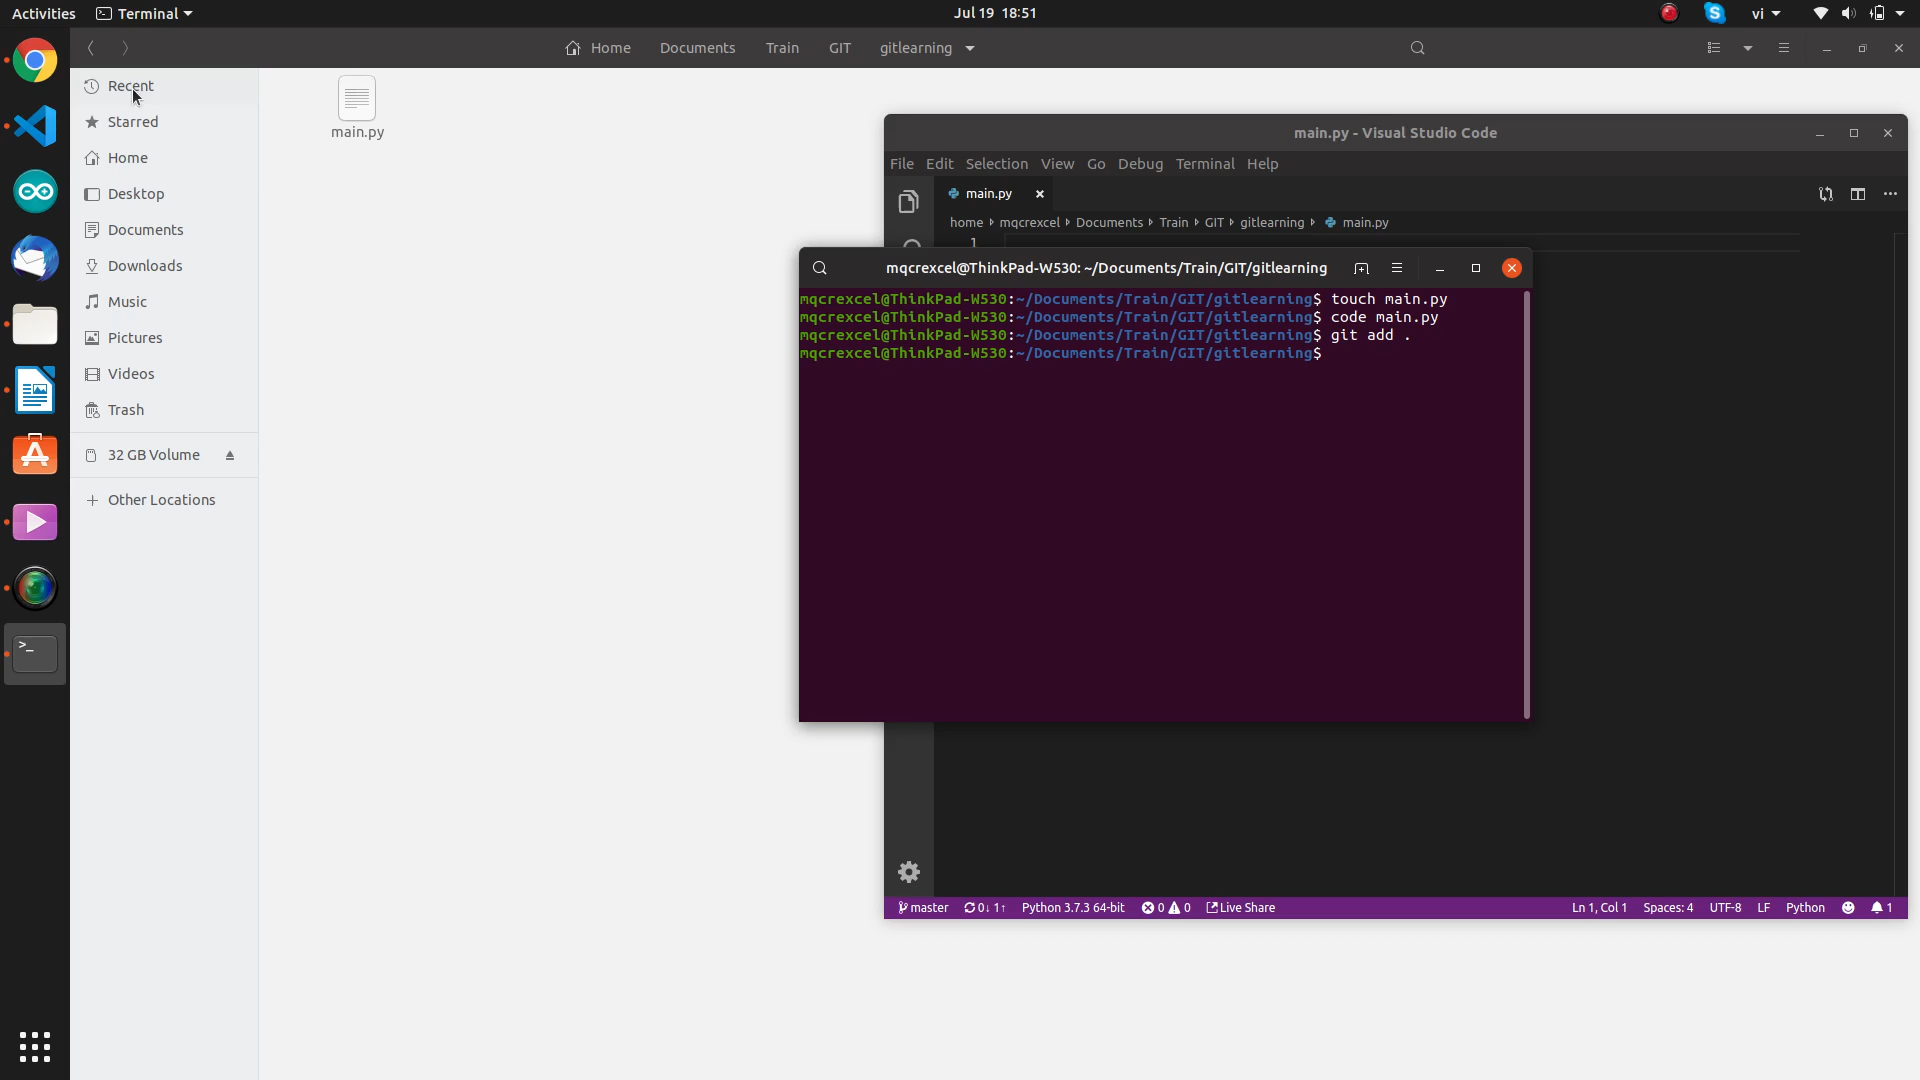 Activities Terminal Jul 19 18:51 vi
Home Documents Train GIT gitlearning
Recent
Starred
Home
Desktop
Documents
Downloads
Music
Pictures
Videos
Trash
32 GB Volume
+ Other Locations
main.py
main.py - Visual Studio Code
File Edit Selection View Go Debug Terminal Help
main.py
home mqcrexcel Documents Train GIT gitlearning main.py
1
mqcrexcel@ThinkPad-W530: ~/Documents/Train/GIT/gitlearning
mqcrexcel@ThinkPad-W530:~/Documents/Train/GIT/gitlearning$ touch main.py
mqcrexcel@ThinkPad-W530:~/Documents/Train/GIT/gitlearning$ code main.py
mqcrexcel@ThinkPad-W530:~/Documents/Train/GIT/gitlearning$ git add .
mqcrexcel@ThinkPad-W530:~/Documents/Train/GIT/gitlearning$
master 0↓ 1↑ Python 3.7.3 64-bit 0 0 Live Share Ln 1, Col 1 Spaces: 4 UTF-8 LF Python 1